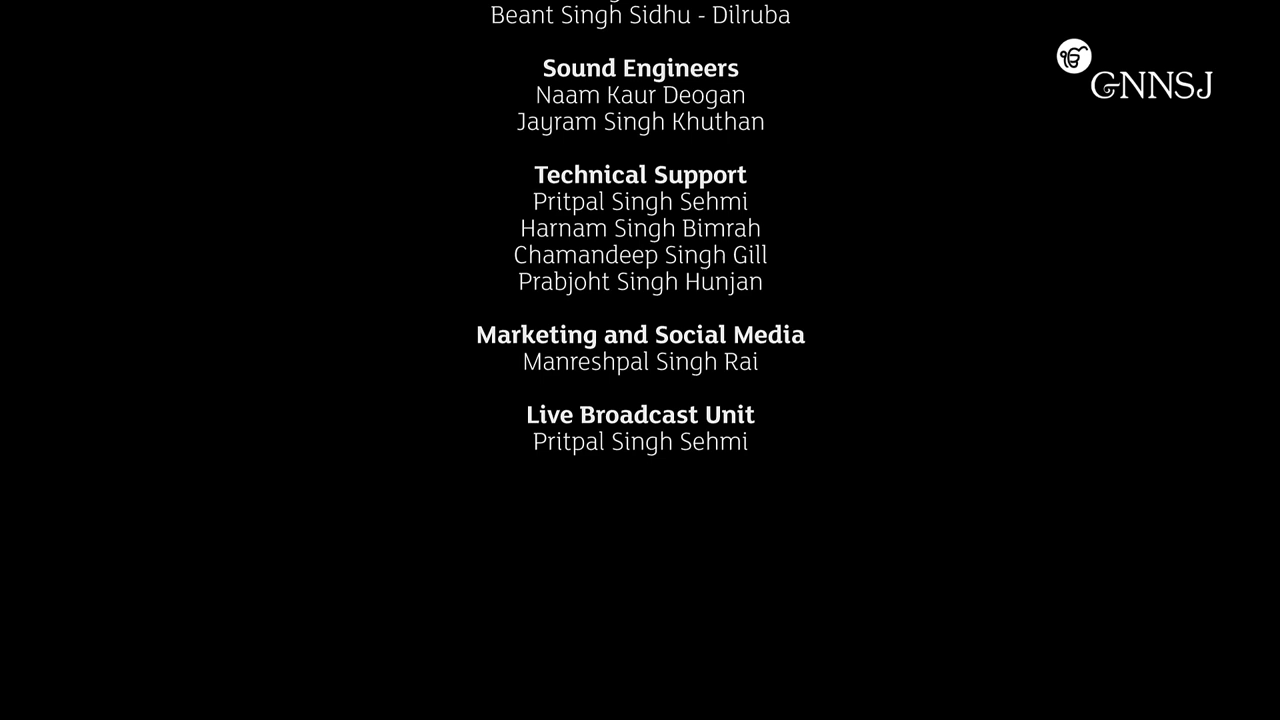 Beant Singh Sidhu - Dilruba
Sound Engineers
Naam Kaur Deogan
Jayram Singh Khuthan
Technical Support
Pritpal Singh Sehmi
Harnam Singh Bimrah
Chamandeep Singh Gill
Prabjoht Singh Hunjan
Marketing and Social Media
Manreshpal Singh Rai
Live Broadcast Unit
Pritpal Singh Sehmi
ੴ
GNNSJ